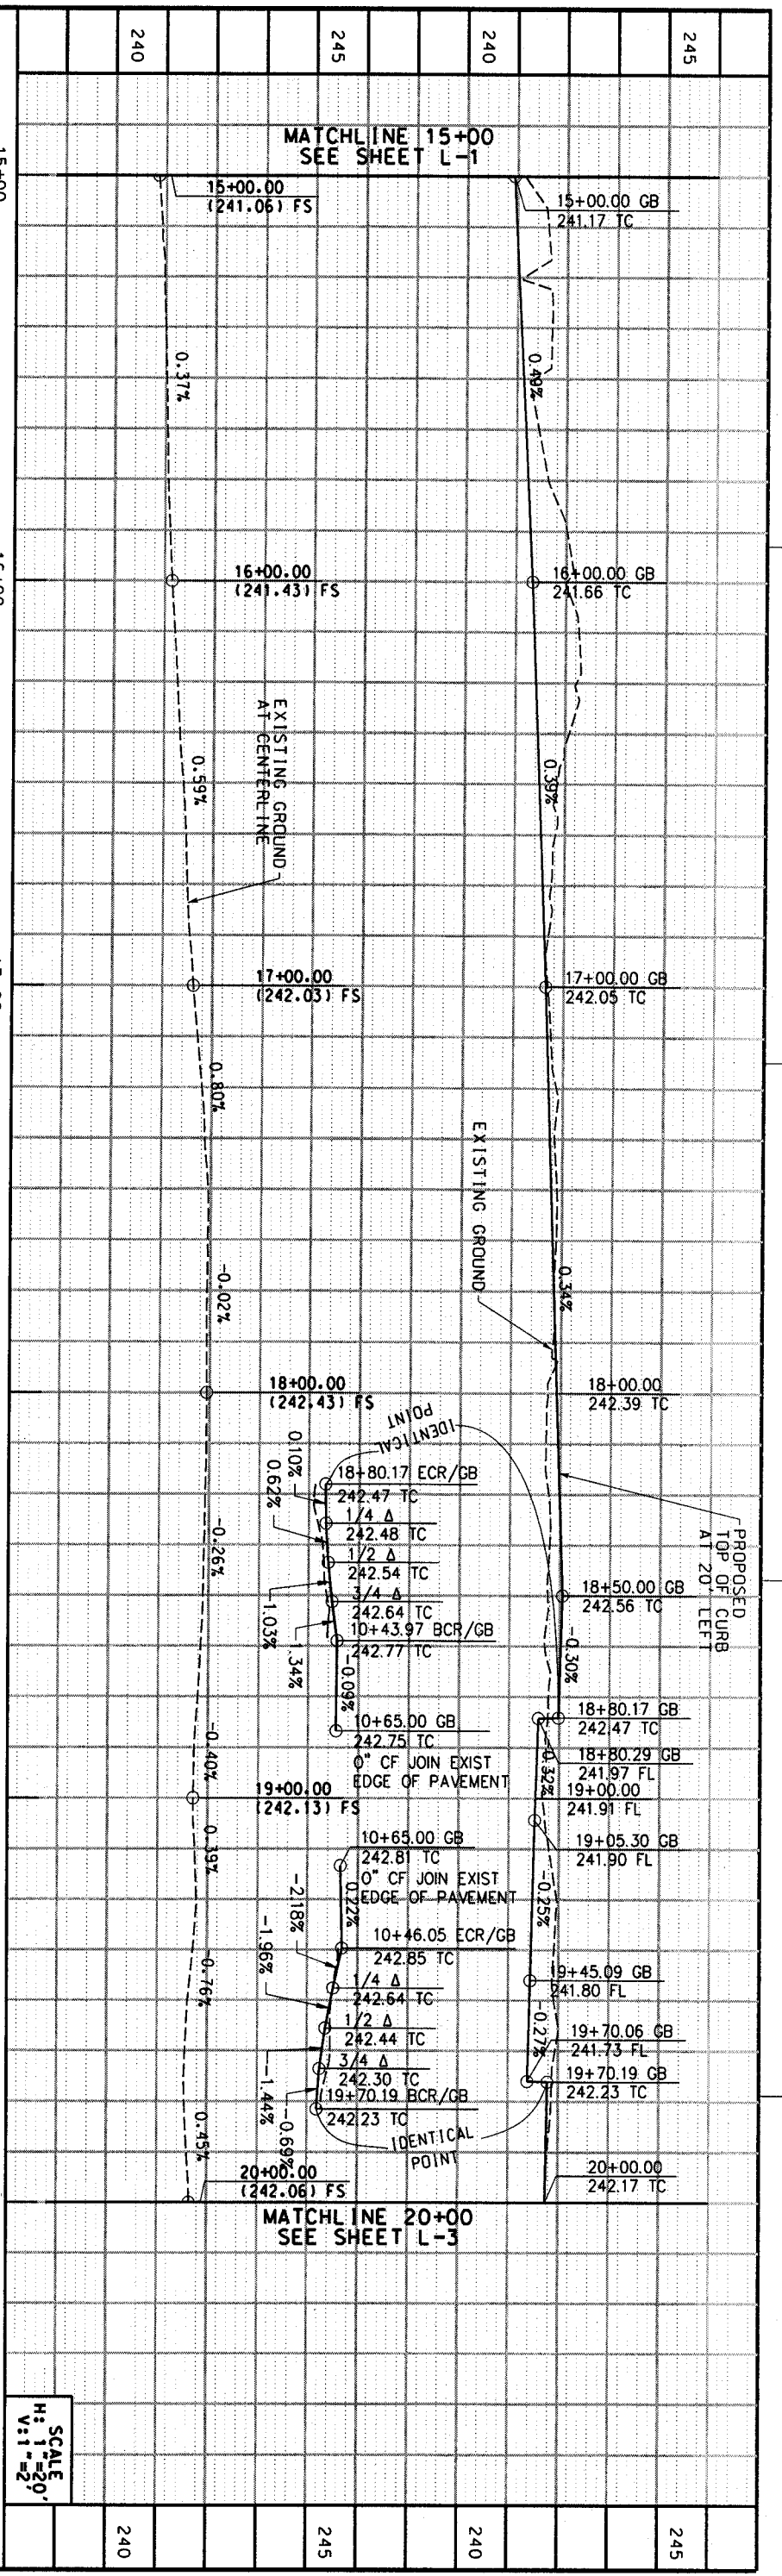 240
245
240
245
MATCHLINE 15+00
SEE SHEET L-1
15+00.00
(241.06) FS
15+00.00 GB
241.17 TC
0.37%
0.49%
16+00.00
(241.43) FS
16+00.00 GB
241.66 TC
EXISTING GROUND
AT CENTERLINE
0.59%
0.39%
17+00.00
(242.03) FS
17+00.00 GB
242.05 TC
0.80%
EXISTING GROUND
-0.02%
0.34%
18+00.00
(242.43) FS
18+00.00
242.39 TC
IDENTICAL
POINT
PROPOSED
TOP OF CURB
AT 20' LEFT
0.10%
0.62%
18+80.17 ECR/GB
242.47 TC
1/4 Δ
242.48 TC
1/2 Δ
242.54 TC
3/4 Δ
242.64 TC
10+43.97 BCR/GB
242.77 TC
-0.26%
1.03%
1.34%
-0.09%
18+50.00 GB
242.56 TC
-0.30%
10+65.00 GB
242.75 TC
0" CF JOIN EXIST
EDGE OF PAVEMENT
18+80.17 GB
242.47 TC
18+80.29 GB
241.97 FL
-0.32%
19+00.00
241.91 FL
-0.40%
19+00.00
(242.13) FS
19+05.30 GB
241.90 FL
0.39%
10+65.00 GB
242.81 TC
0" CF JOIN EXIST
EDGE OF PAVEMENT
0.22%
-0.25%
-2.18%
-1.96%
10+46.05 ECR/GB
242.85 TC
-0.76%
1/4 Δ
242.64 TC
1/2 Δ
242.44 TC
3/4 Δ
242.30 TC
19+70.19 BCR/GB
242.23 TC
19+45.09 GB
241.80 FL
-0.27%
19+70.06 GB
241.73 FL
19+70.19 GB
242.23 TC
-1.44%
-0.69%
IDENTICAL
POINT
0.45%
20+00.00
(242.06) FS
20+00.00
242.17 TC
MATCHLINE 20+00
SEE SHEET L-3
SCALE
H: 1"=20'
V: 1"=2'
240
245
240
245
15+00